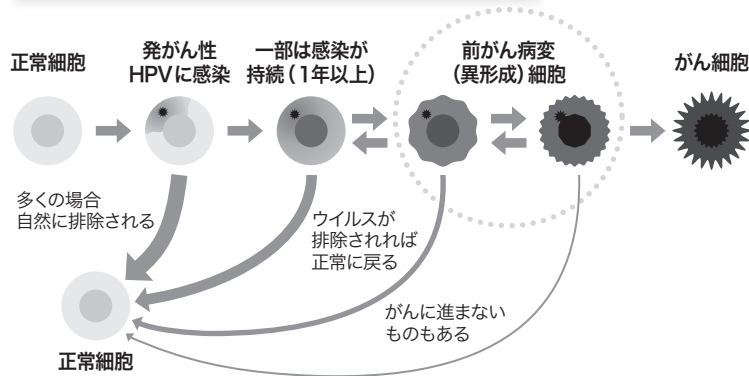 正常細胞
発がん性
HPVに感染
一部は感染が
持続(1年以上)
前がん病変
(異形成)細胞
がん細胞
多くの場合
自然に排除される
ウイルスが
排除されれば
正常に戻る
がんに進まない
ものもある
正常細胞